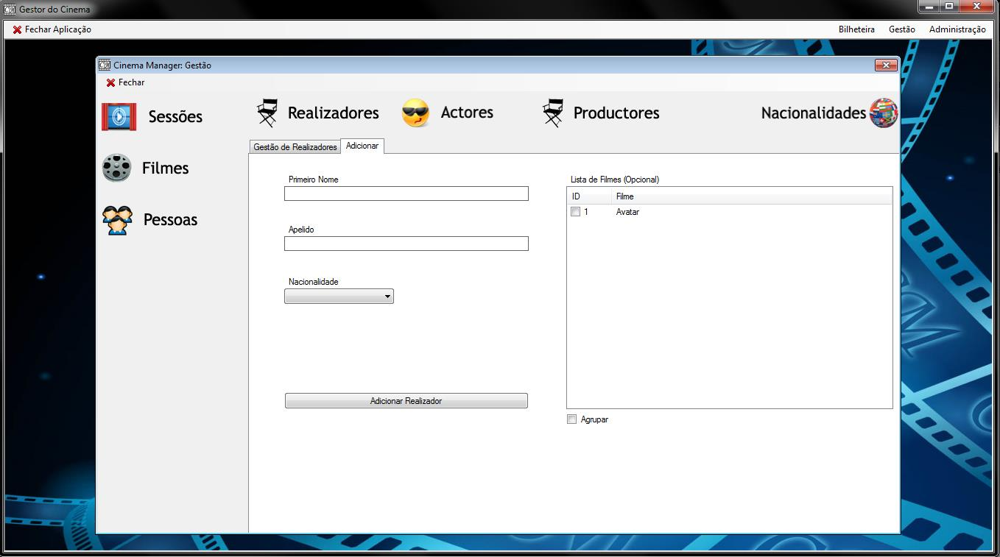 Gestor do Cinema
Fechar Aplicação
Bilheteira Gestão Administração
Cinema Manager: Gestão
Fechar
Sessões
Filmes
Pessoas
Realizadores Actores Productores Nacionalidades
Gestão de Realizadores Adicionar
Primeiro Nome
Apelido
Nacionalidade
Adicionar Realizador
Lista de Filmes (Opcional)
ID Filme
1 Avatar
Agrupar